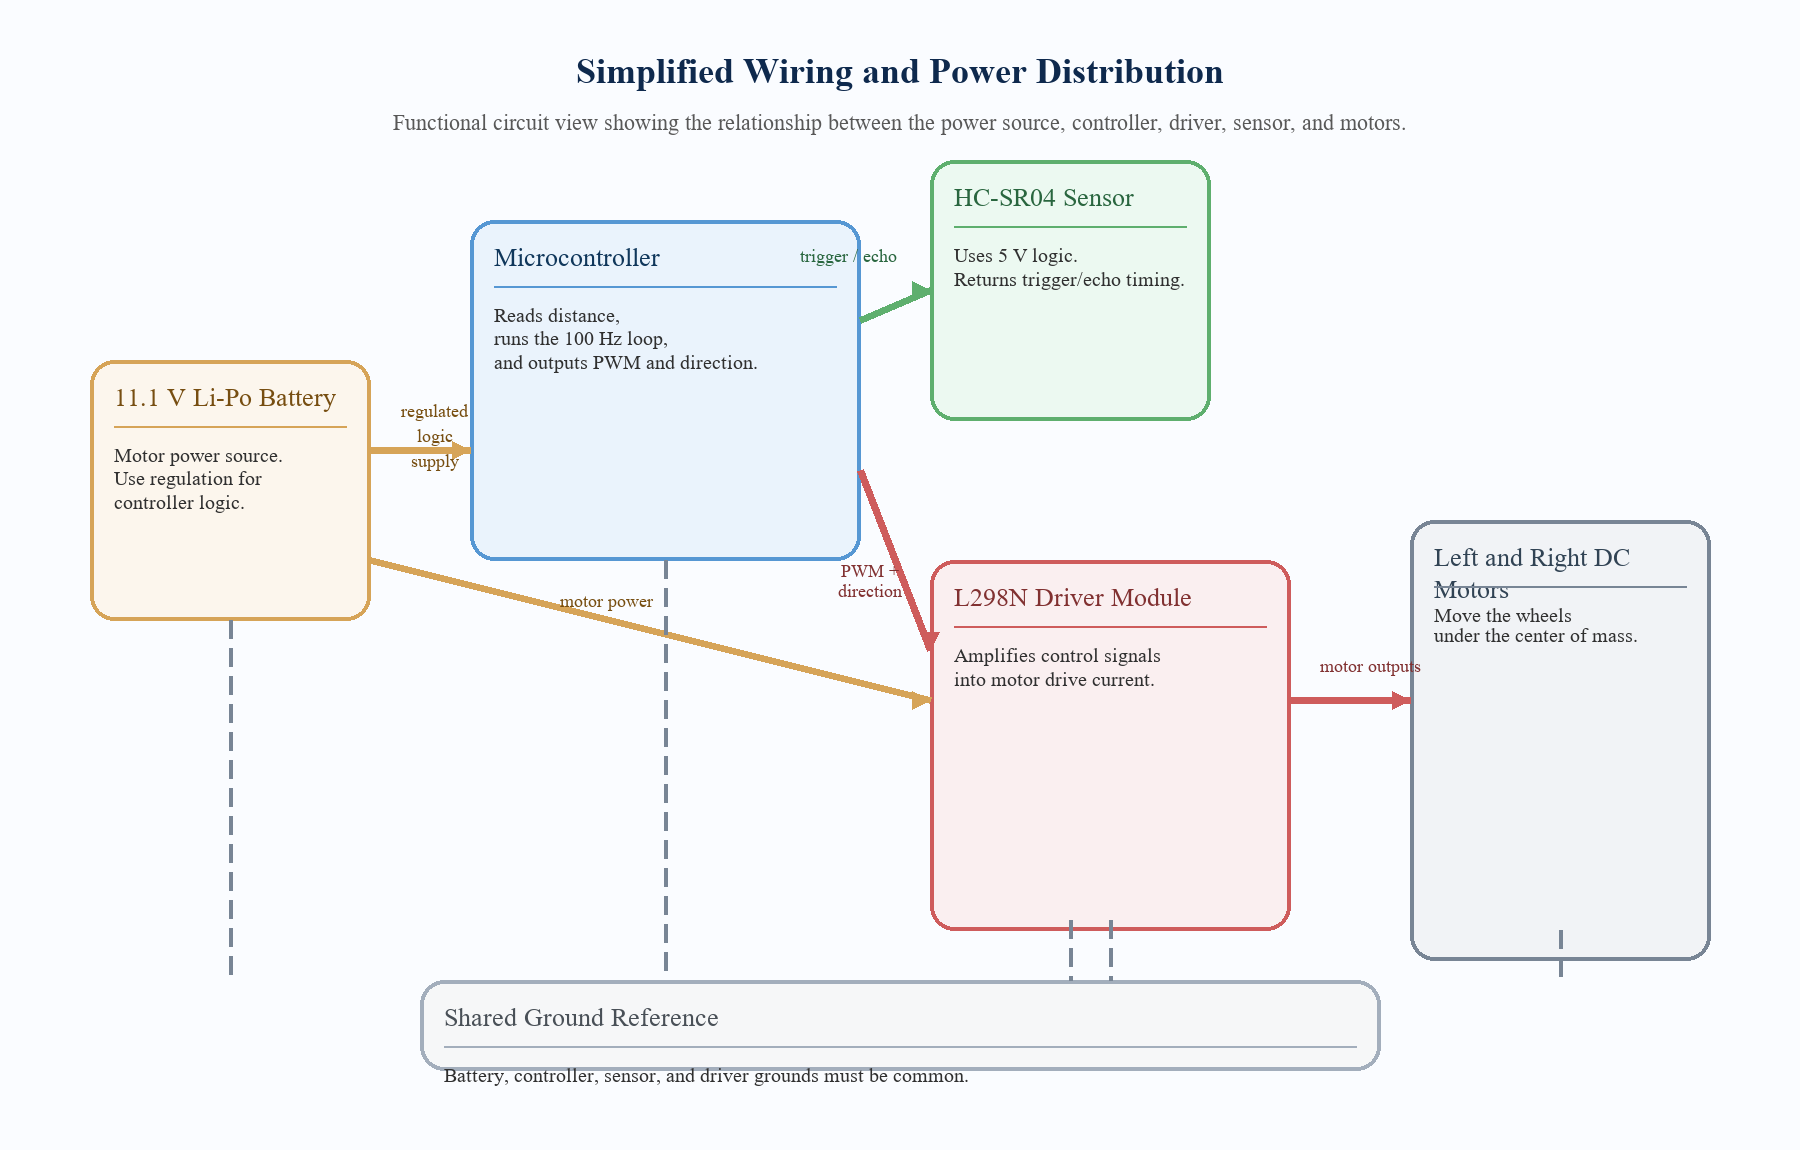 Simplified Wiring and Power Distribution
Functional circuit view showing the relationship between the power source, controller, driver, sensor, and motors.
HC-SR04 Sensor
Uses 5 V logic.
Returns trigger/echo timing.
Microcontroller
Reads distance,
runs the 100 Hz loop,
and outputs PWM and direction.
trigger / echo
11.1 V Li-Po Battery
Motor power source.
Use regulation for
controller logic.
regulated
logic
supply
motor power
PWM +
direction
L298N Driver Module
Amplifies control signals
into motor drive current.
motor outputs
Left and Right DC
Motors
Move the wheels
under the center of mass.
Shared Ground Reference
Battery, controller, sensor, and driver grounds must be common.